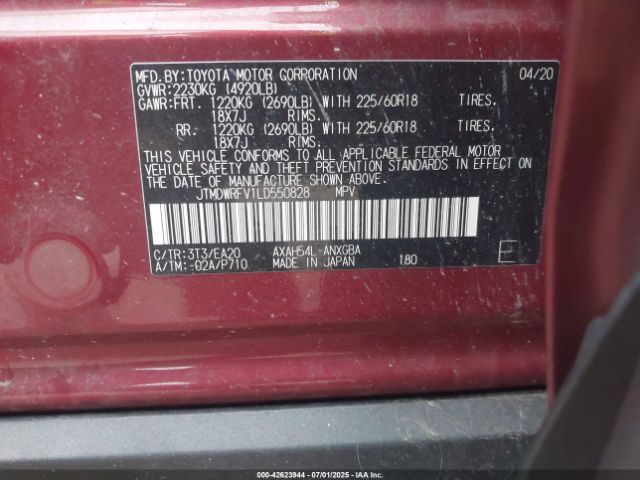 MFD. BY: TOYOTA MOTOR CORPORATION 04/20
GVWR: 2230KG (4920LB)
GAWR: FRT. 1220KG (2690LB) WITH 225/60R18 TIRES.
18X7J RIMS.
RR. 1220KG (2690LB) WITH 225/60R18 TIRES.
18X7J RIMS.
THIS VEHICLE CONFORMS TO ALL APPLICABLE FEDERAL MOTOR
VEHICLE SAFETY AND THEFT PREVENTION STANDARDS IN EFFECT ON
THE DATE OF MANUFACTURE SHOWN ABOVE.
JTMDWRFV1LD550828 MPV
C/TR: 3T3/EA20 AXAH54L-ANXGBA
A/TM: -02A/P710 MADE IN JAPAN 180 E
000-42623944 - 07/01/2025 - www.iaai.com